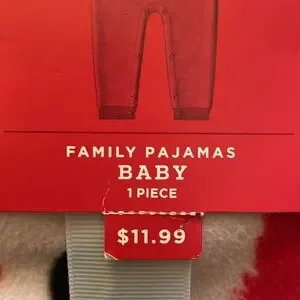 FAMILY PAJAMAS
BABY
1 PIECE
$11.99